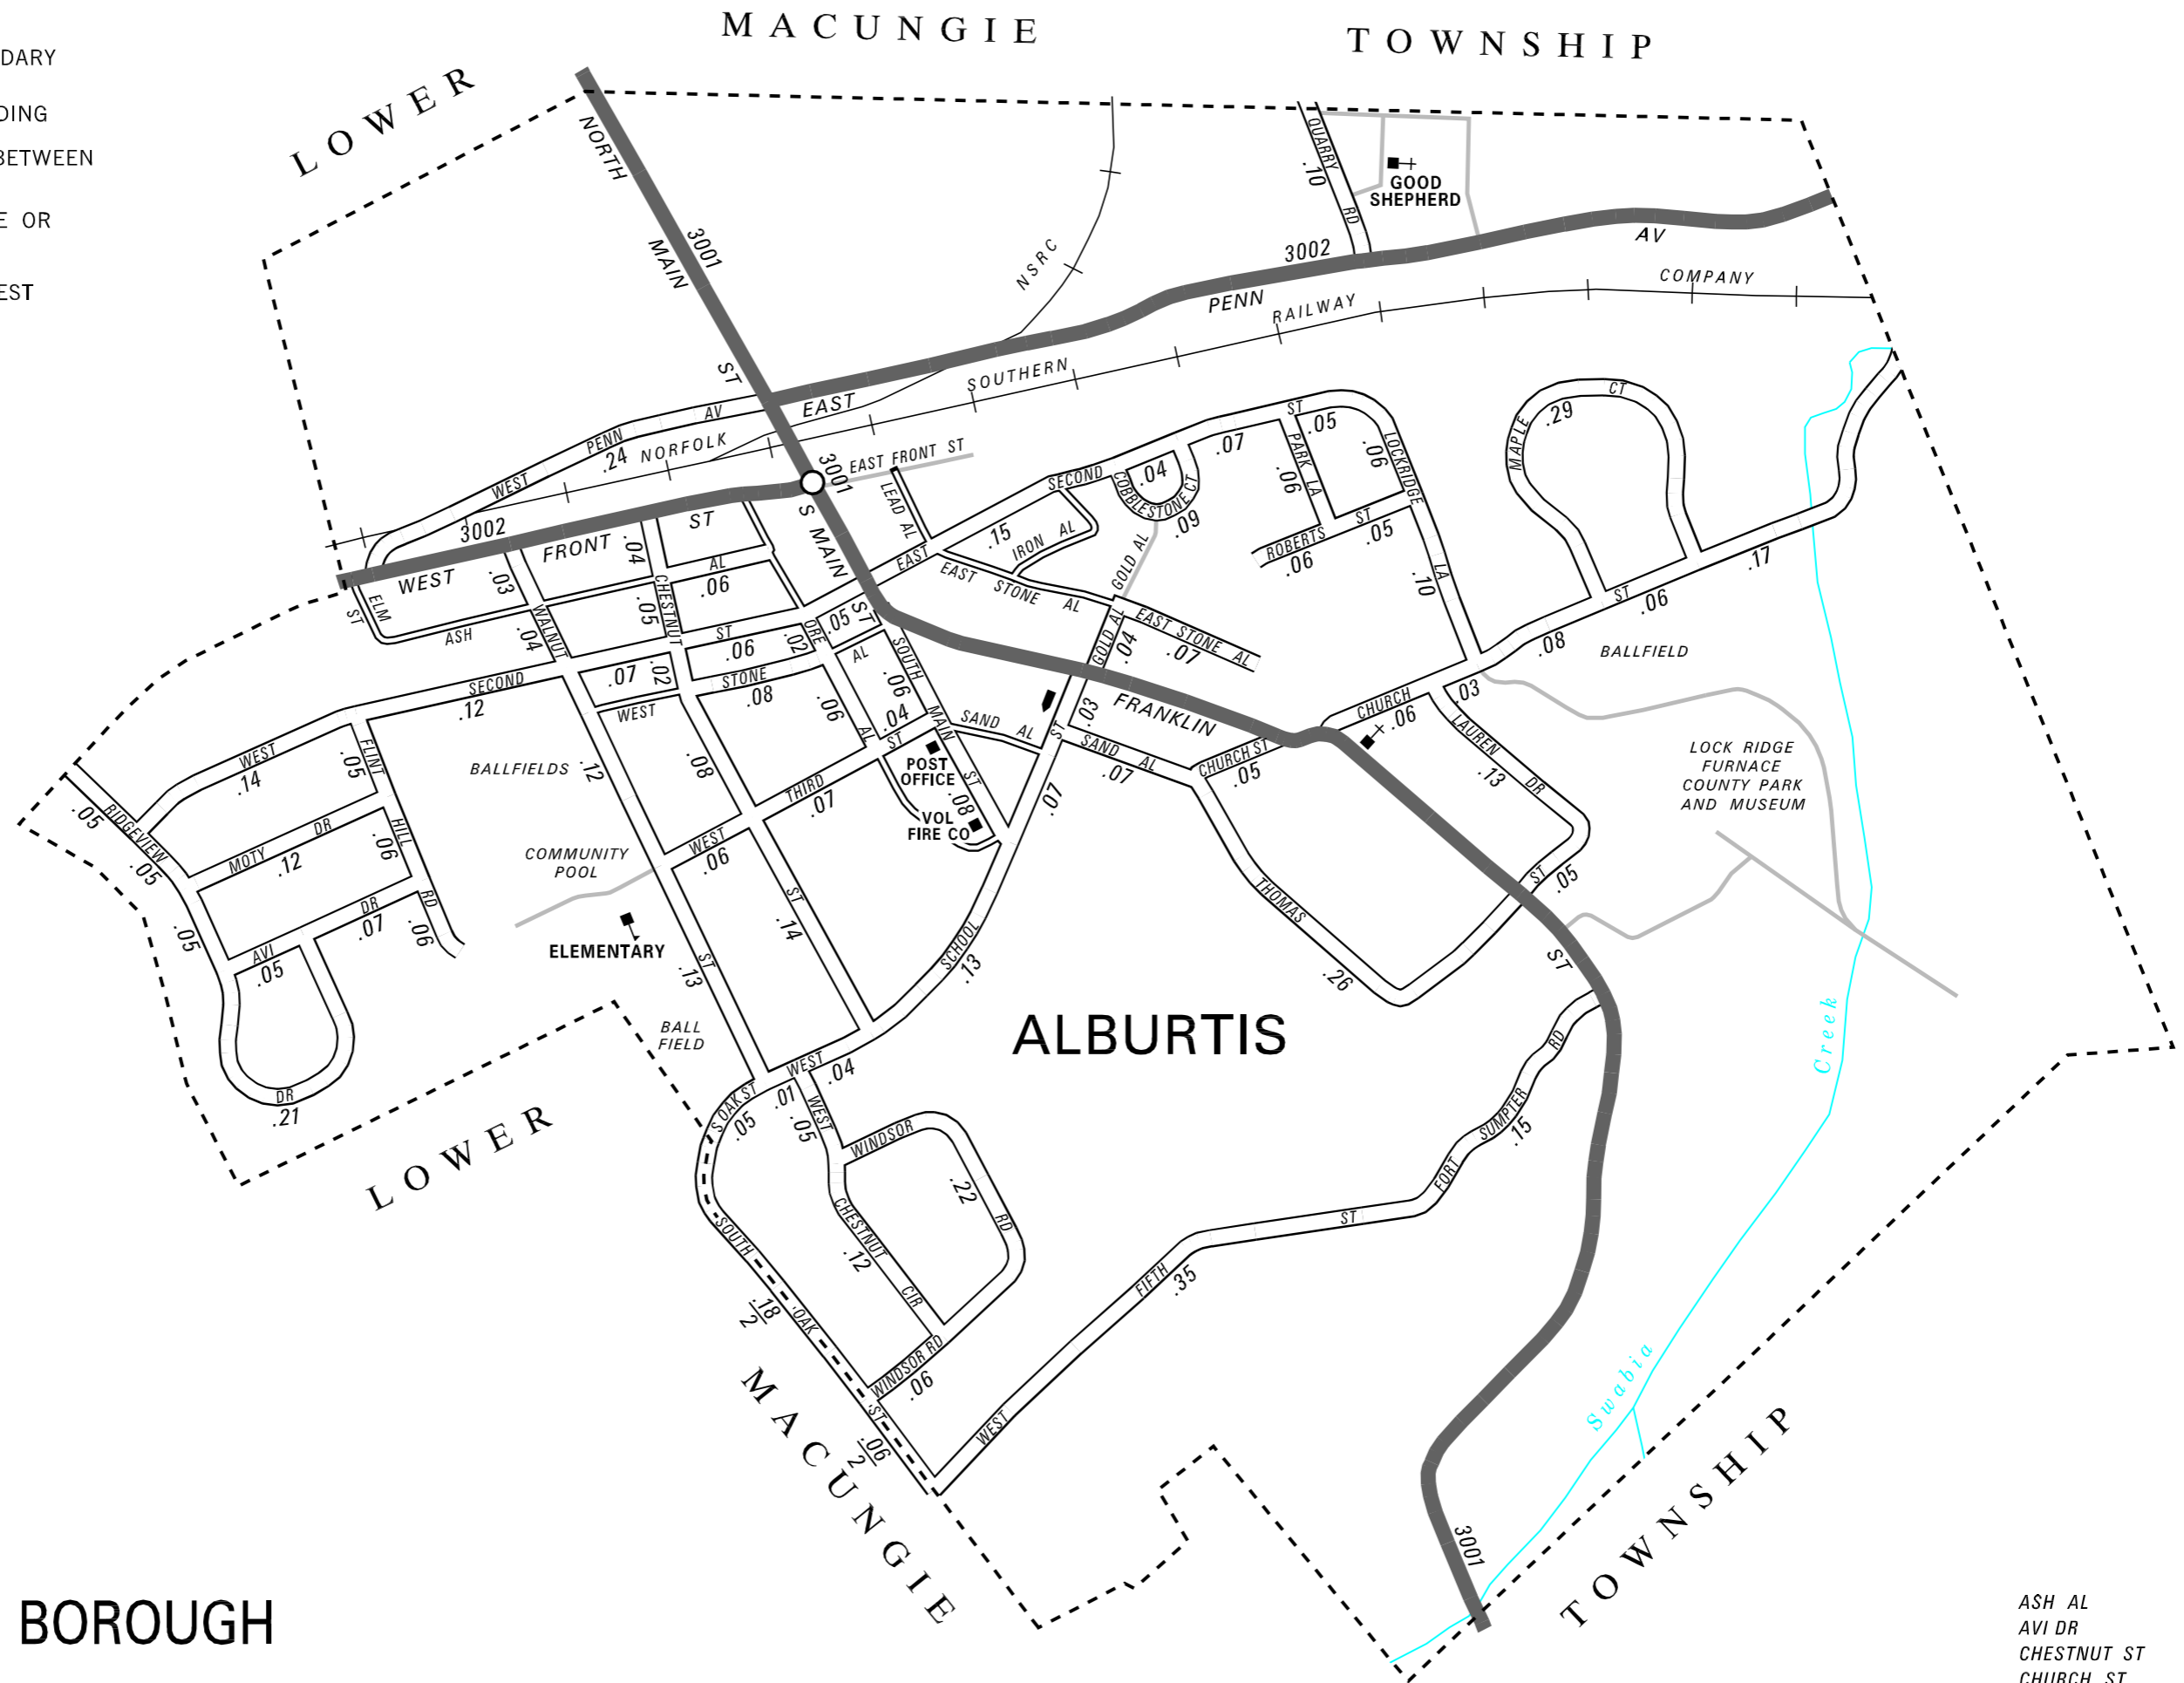 MACUNGIE
TOWNSHIP
LOWER
DARY
DING
BETWEEN
E OR
EST
NORTH
MAIN
ST
3001
NSRC
QUARRY
RD
.10
GOOD
SHEPHERD
3002
PENN
AV
RAILWAY
COMPANY
SOUTHERN
NORFOLK
EAST
WEST
PENN
AV
.24
3001
EAST FRONT ST
S MAIN
ST
3002
WEST
FRONT
ST
LEAD AL
EAST
SECOND
ST
.15
IRON AL
.04
COBBLESTONE CT
.09
GOLD AL
.07
PARK LA
.06
.05
.06
LOCKRIDGE
LA
.10
ROBERTS
ST
.06
.05
MAPLE
CT
.29
.17
ST
.06
.08
BALLFIELD
EAST STONE AL
EAST STONE AL
.07
GOLD AL
.04
ELM
ST
ASH
AL
.03
.04
CHESTNUT
.05
.06
WALNUT
.04
ST
.06
.02
ORE
.05
AL
SOUTH
MAIN
ST
.06
.04
.06
AL
STONE
.08
.07
.02
WEST
SECOND
.12
WEST
.14
FLINT
HILL
RD
.05
.06
.06
RIDGEVIEW
.05
.05
.05
MOTY
DR
.12
AVI
DR
.05
.07
DR
.21
BALLFIELDS
.12
.08
THIRD
ST
.07
WEST
.06
COMMUNITY
POOL
ELEMENTARY
ST
.13
ST
.14
POST
OFFICE
.08
VOL
FIRE CO
SAND
AL
ST
.03
.07
SAND
AL
.07
FRANKLIN
CHURCH ST
.05
CHURCH
.06
.03
LAUREN
DR
.13
ST
.05
THOMAS
.26
ST
LOCK RIDGE
FURNACE
COUNTY PARK
AND MUSEUM
SCHOOL
.13
ALBURTIS
BALL
FIELD
WEST
.04
.01
S OAK ST
.05
WEST
.05
WINDSOR
RD
.22
CHESTNUT
CIR
.12
SOUTH
OAK
ST
.18
2
WINDSOR RD
.06
.06
2
WEST
FIFTH
ST
.35
FORT
SUMPTER
RD
.15
Creek
Swabia
LOWER
MACUNGIE
TOWNSHIP
3001
BOROUGH
ASH AL
AVI DR
CHESTNUT ST
CHURCH ST